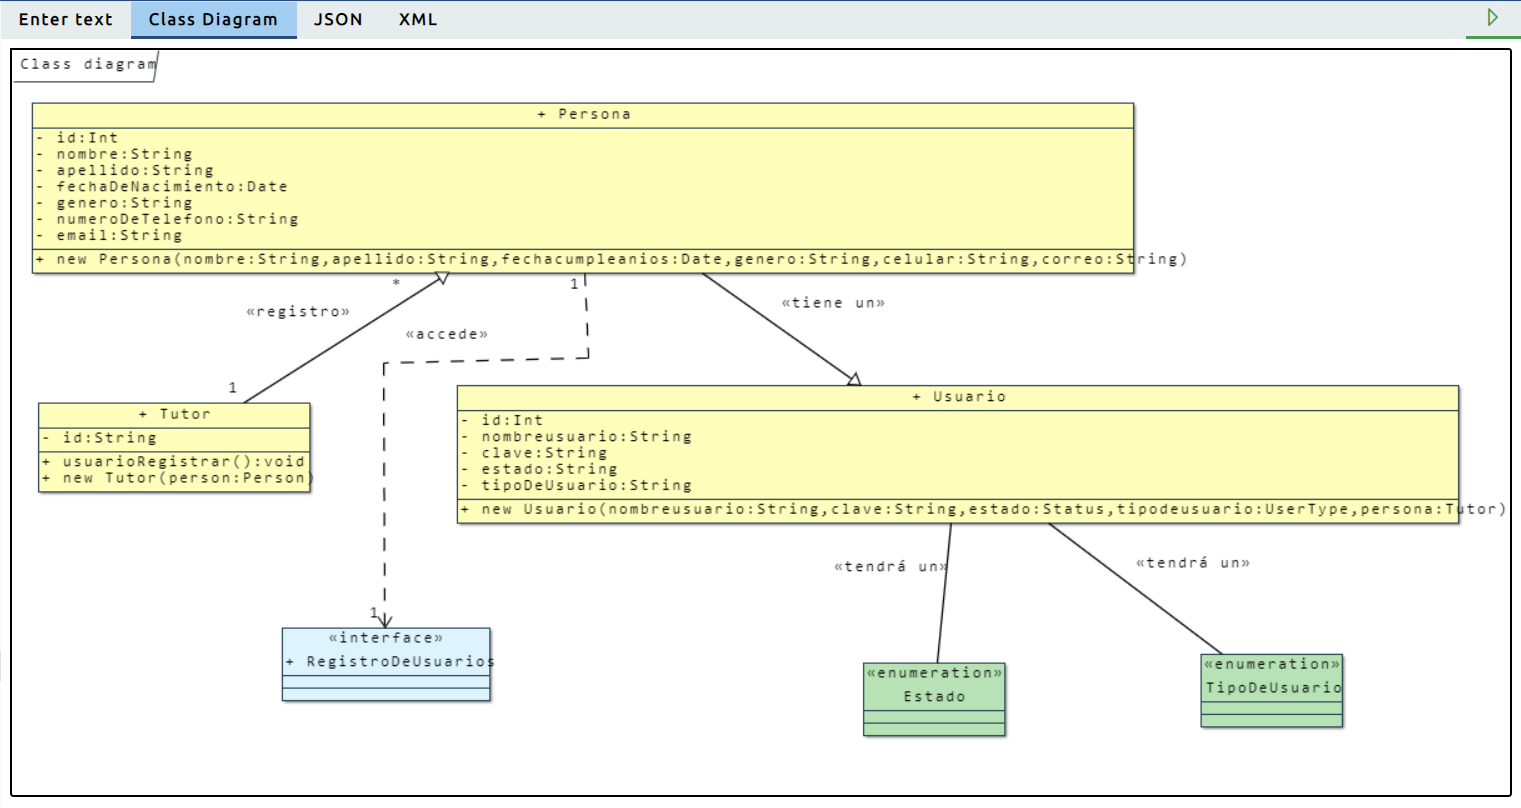 Enter text
Class Diagram
JSON
XML
Class diagram
+ Persona
- id:Int
- nombre:String
- apellido:String
- fechaDeNacimiento:Date
- genero:String
- numeroDeTelefono:String
- email:String
+ new Persona(nombre:String,apellido:String,fechacumpleanios:Date,genero:String,celular:String,correo:String)
*
1
«registro»
«tiene un»
«accede»
1
+ Tutor
- id:String
+ usuarioRegistrar():void
+ new Tutor(person:Person)
+ Usuario
- id:Int
- nombreusuario:String
- clave:String
- estado:String
- tipoDeUsuario:String
+ new Usuario(nombreusuario:String,clave:String,estado:Status,tipodeusuario:UserType,persona:Tutor)
«tendrá un»
«tendrá un»
1
«interface»
+ RegistroDeUsuarios
«enumeration»
Estado
«enumeration»
TipoDeUsuario